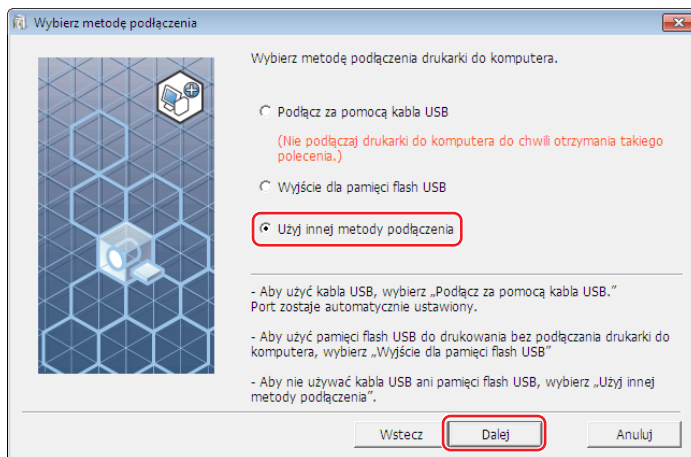 Wybierz metodę podłączenia
Wybierz metodę podłączenia drukarki do komputera.
Podłącz za pomocą kabla USB
(Nie podłączaj drukarki do komputera do chwili otrzymania takiego
polecenia.)
Wyjście dla pamięci flash USB
Użyj innej metody podłączenia
- Aby użyć kabla USB, wybierz „Podłącz za pomocą kabla USB.”
Port zostaje automatycznie ustawiony.
- Aby użyć pamięci flash USB do drukowania bez podłączania drukarki do
komputera, wybierz „Wyjście dla pamięci flash USB”
- Aby nie używać kabla USB ani pamięci flash USB, wybierz „Użyj innej
metody podłączenia”.
Wstecz
Dalej
Anuluj